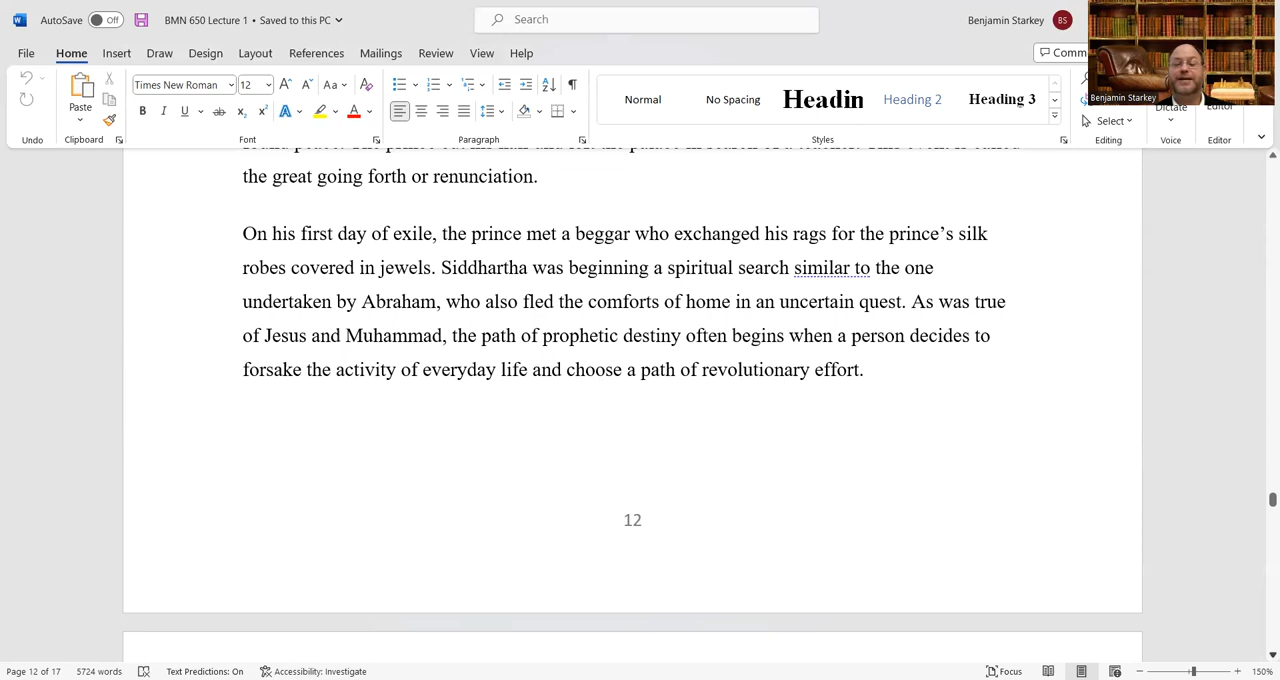 AutoSave Off BMN 650 Lecture 1 • Saved to this PC Search Benjamin Starkey BS
File Home Insert Draw Design Layout References Mailings Review View Help Comm
Times New Roman 12 Aa
Paste
Normal No Spacing Headin Heading 2 Heading 3
Benjamin Starkey
B I U ab x₂ x² A A
Select Dictate Editor
Undo Clipboard Font Paragraph Styles Editing Voice Editor
the great going forth or renunciation.
On his first day of exile, the prince met a beggar who exchanged his rags for the prince’s silk
robes covered in jewels. Siddhartha was beginning a spiritual search similar to the one
undertaken by Abraham, who also fled the comforts of home in an uncertain quest. As was true
of Jesus and Muhammad, the path of prophetic destiny often begins when a person decides to
forsake the activity of everyday life and choose a path of revolutionary effort.
12
Page 12 of 17 5724 words Text Predictions: On Accessibility: Investigate Focus 150%